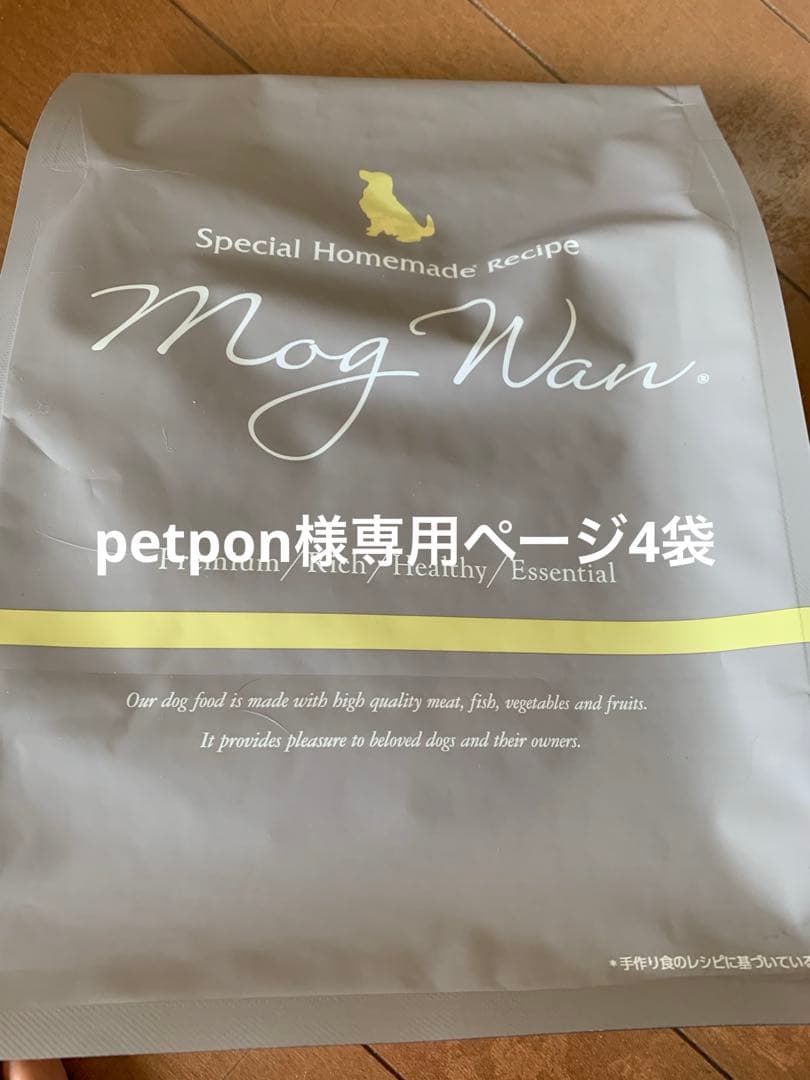 Special Homemade* Recipe
Mog Wan®
petpon様専用ページ4袋
Premium/Rich/Healthy/Essential
Our dog food is made with high quality meat, fish, vegetables and fruits.
It provides pleasure to beloved dogs and their owners.
*手作り食のレシピに基づいている